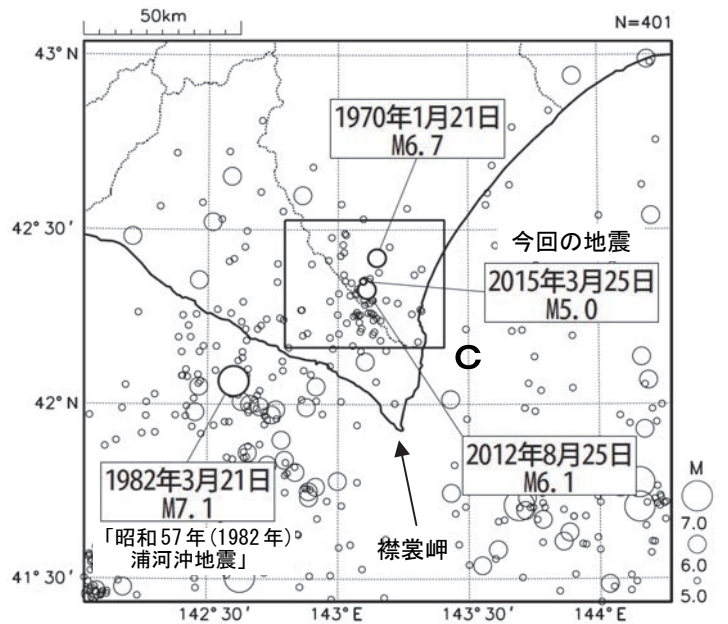 50km
N=401
43°N
1970年1月21日
M6.7
42°30′
今回の地震
2015年3月25日
M5.0
C
42°N
2012年8月25日
M6.1
1982年3月21日
M7.1
「昭和57年(1982年)
浦河沖地震」
襟裳岬
M
7.0
6.0
5.0
41°30′
142°30′
143°E
143°30′
144°E